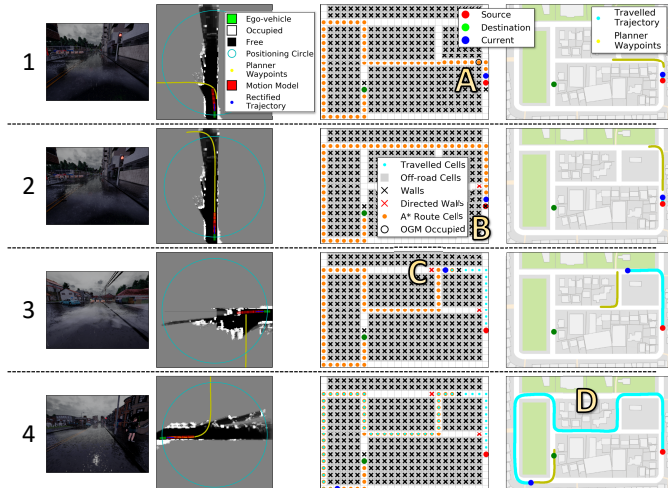 1
Ego-vehicle
Occupied
Free
Positioning Circle
Planner
Waypoints
Motion Model
Rectified
Trajectory
Source
Destination
Current
A
Travelled
Trajectory
Planner
Waypoints
2
Travelled Cells
Off-road Cells
Walls
Directed Walls
A* Route Cells
OGM Occupied
B
3
C
4
D